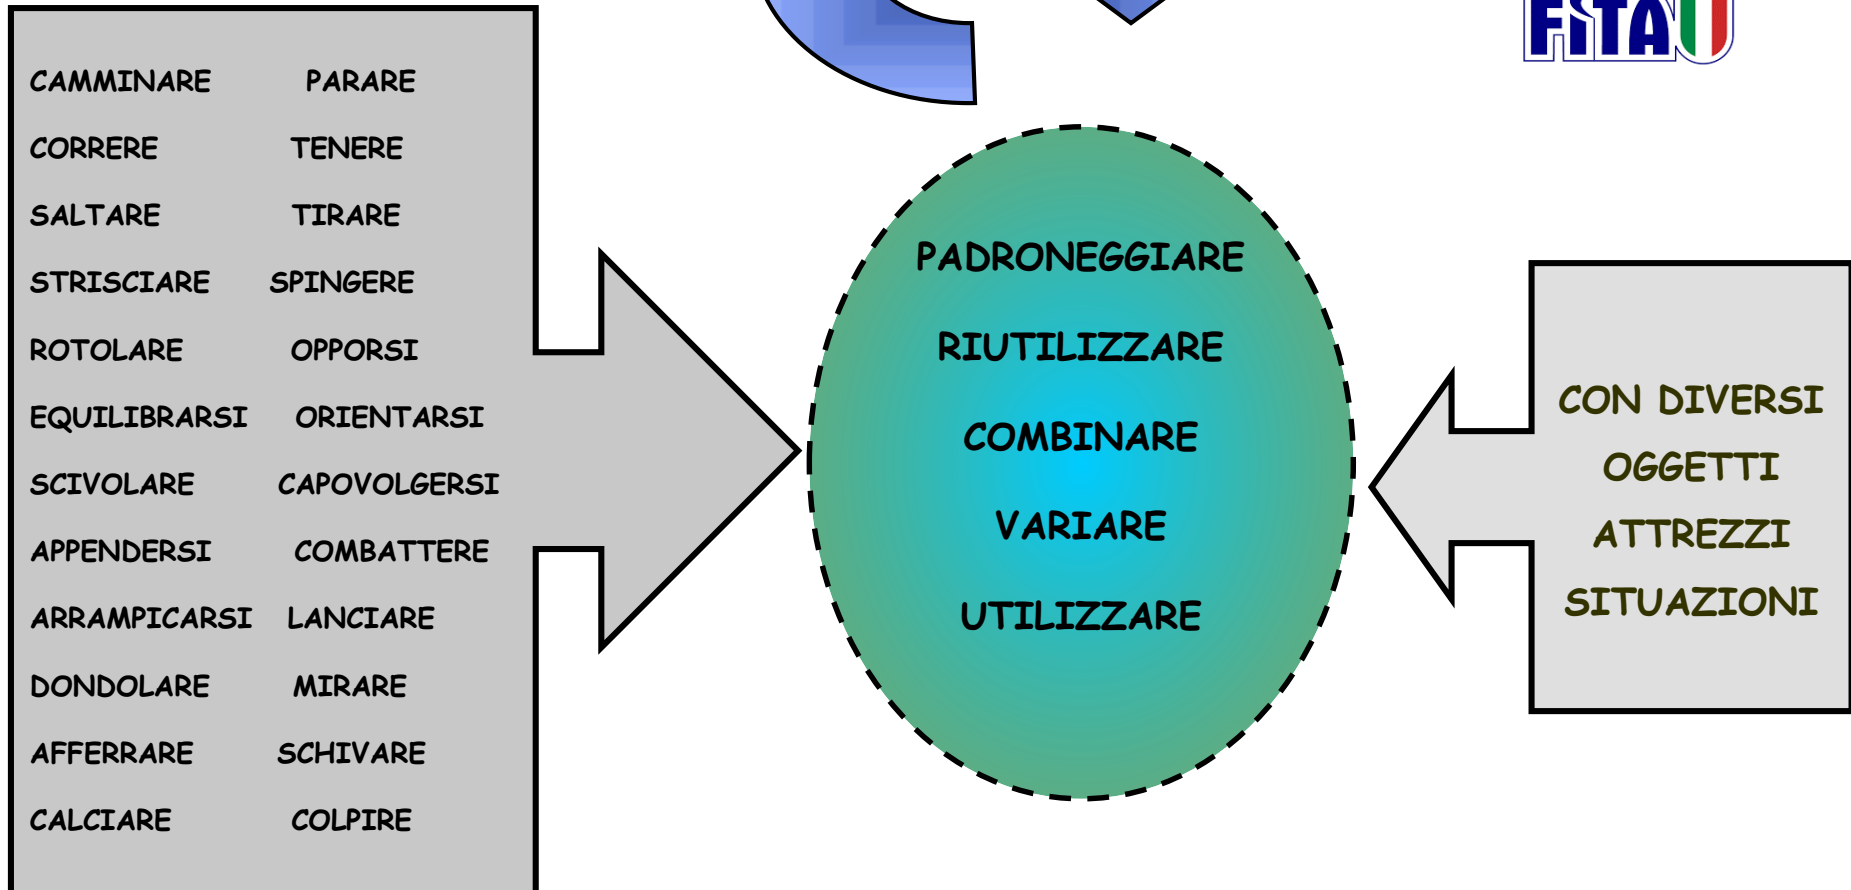 FITA
CAMMINARE PARARE
CORRERE TENERE
SALTARE TIRARE
STRISCIARE SPINGERE
ROTOLARE OPPORSI
EQUILIBRARSI ORIENTARSI
SCIVOLARE CAPOVOLGERSI
APPENDERSI COMBATTERE
ARRAMPICARSI LANCIARE
DONDOLARE MIRARE
AFFERRARE SCHIVARE
CALCIARE COLPIRE
PADRONEGGIARE
RIUTILIZZARE
COMBINARE
VARIARE
UTILIZZARE
CON DIVERSI
OGGETTI
ATTREZZI
SITUAZIONI